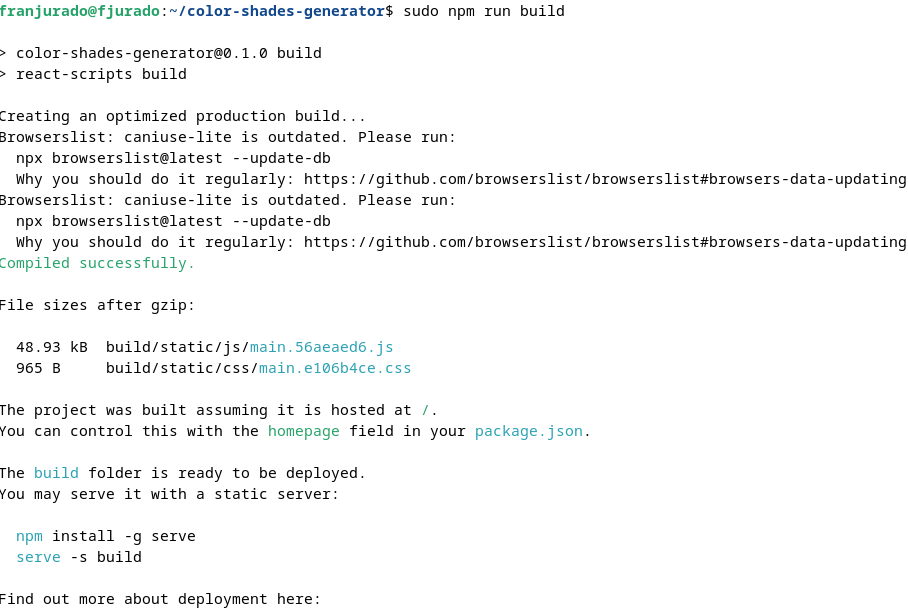 franjurado@fjurado:~/color-shades-generator$ sudo npm run build
> color-shades-generator@0.1.0 build
> react-scripts build
Creating an optimized production build...
Browserslist: caniuse-lite is outdated. Please run:
  npx browserslist@latest --update-db
  Why you should do it regularly: https://github.com/browserslist/browserslist#browsers-data-updating
Browserslist: caniuse-lite is outdated. Please run:
  npx browserslist@latest --update-db
  Why you should do it regularly: https://github.com/browserslist/browserslist#browsers-data-updating
Compiled successfully.
File sizes after gzip:
  48.93 kB  build/static/js/main.56aeaed6.js
  965 B     build/static/css/main.e106b4ce.css
The project was built assuming it is hosted at /.
You can control this with the homepage field in your package.json.
The build folder is ready to be deployed.
You may serve it with a static server:
  npm install -g serve
  serve -s build
Find out more about deployment here: